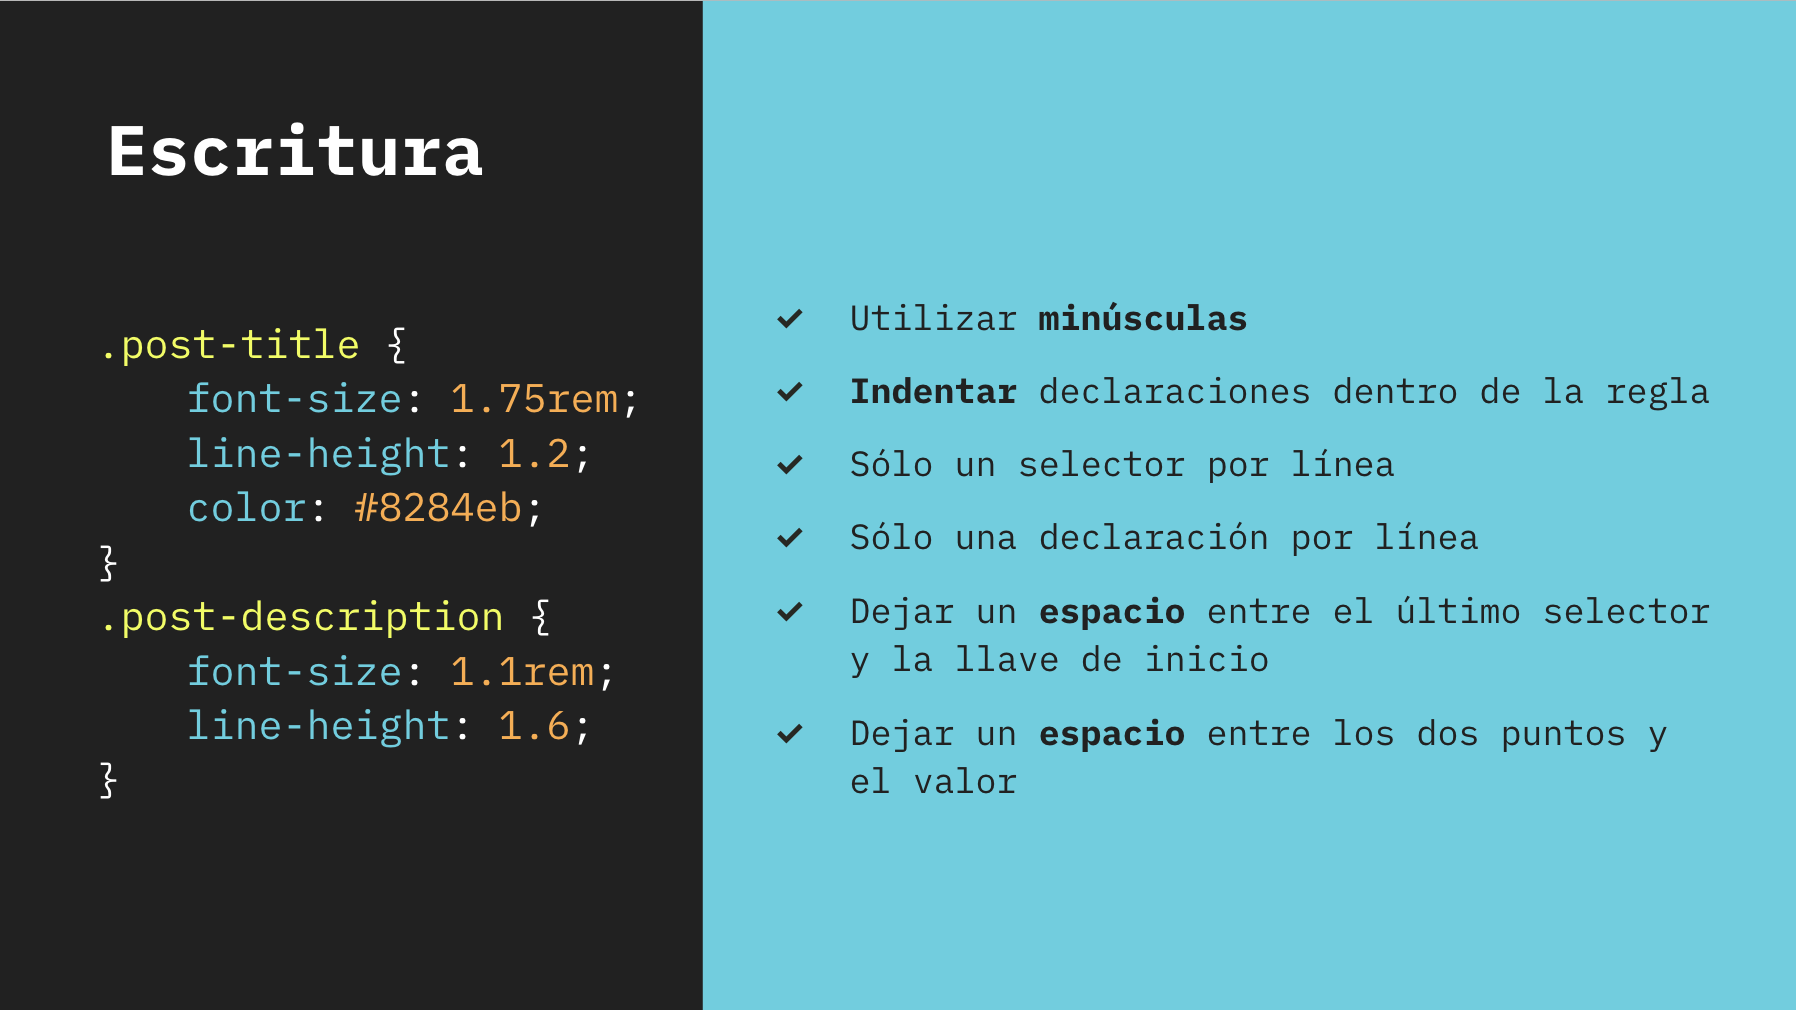 Escritura
.post-title {
    font-size: 1.75rem;
    line-height: 1.2;
    color: #8284eb;
}
.post-description {
    font-size: 1.1rem;
    line-height: 1.6;
}
Utilizar minúsculas
Indentar declaraciones dentro de la regla
Sólo un selector por línea
Sólo una declaración por línea
Dejar un espacio entre el último selector
y la llave de inicio
Dejar un espacio entre los dos puntos y
el valor